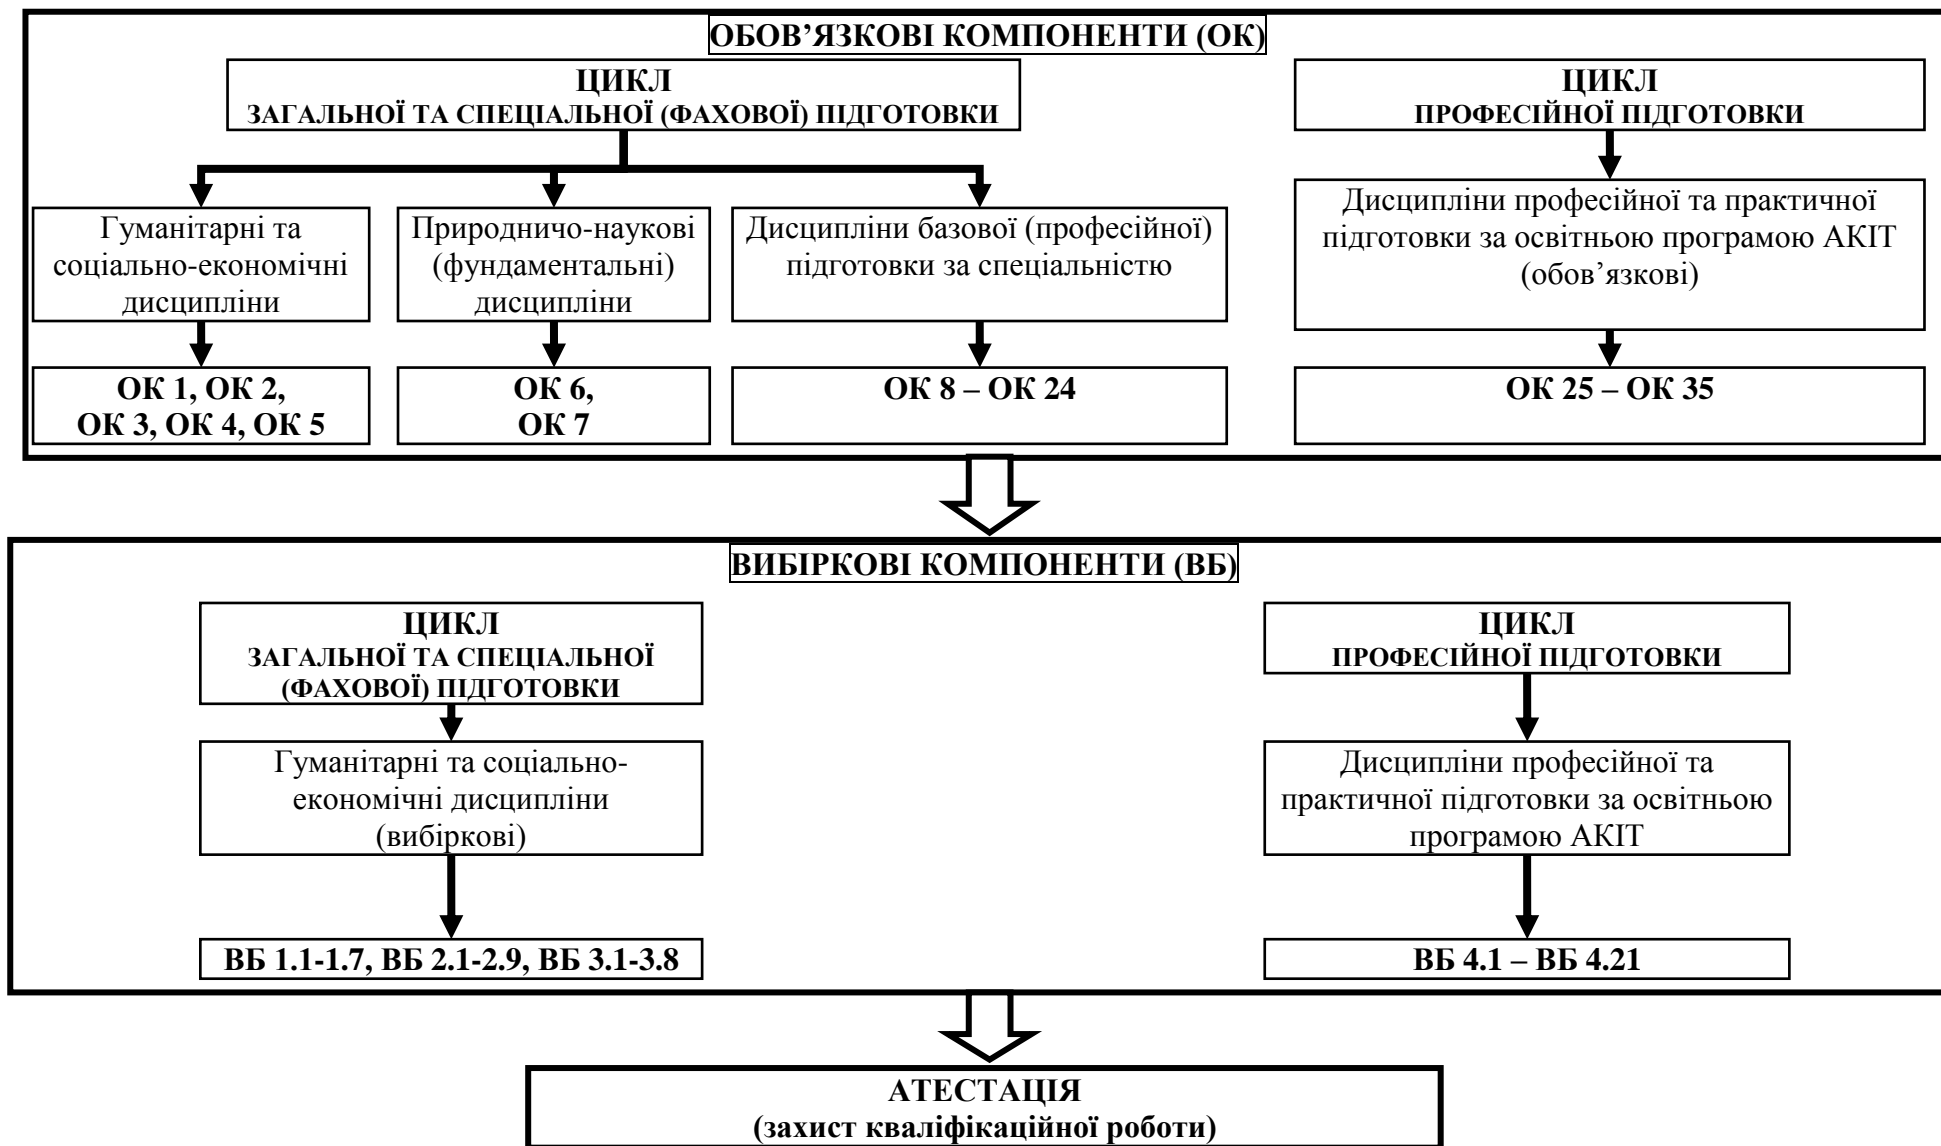 ОБОВ’ЯЗКОВІ КОМПОНЕНТИ (ОК)
ЦИКЛ
ЗАГАЛЬНОЇ ТА СПЕЦІАЛЬНОЇ (ФАХОВОЇ) ПІДГОТОВКИ
ЦИКЛ
ПРОФЕСІЙНОЇ ПІДГОТОВКИ
Гуманітарні та
соціально-економічні
дисципліни
Природничо-наукові
(фундаментальні)
дисципліни
Дисципліни базової (професійної)
підготовки за спеціальністю
Дисципліни професійної та практичної
підготовки за освітньою програмою АКІТ
(обов’язкові)
ОК 1, ОК 2,
ОК 3, ОК 4, ОК 5
ОК 6,
ОК 7
ОК 8 – ОК 24
ОК 25 – ОК 35
ВИБІРКОВІ КОМПОНЕНТИ (ВБ)
ЦИКЛ
ЗАГАЛЬНОЇ ТА СПЕЦІАЛЬНОЇ
(ФАХОВОЇ) ПІДГОТОВКИ
ЦИКЛ
ПРОФЕСІЙНОЇ ПІДГОТОВКИ
Гуманітарні та соціально-
економічні дисципліни
(вибіркові)
Дисципліни професійної та
практичної підготовки за освітньою
програмою АКІТ
ВБ 1.1-1.7, ВБ 2.1-2.9, ВБ 3.1-3.8
ВБ 4.1 – ВБ 4.21
АТЕСТАЦІЯ
(захист кваліфікаційної роботи)